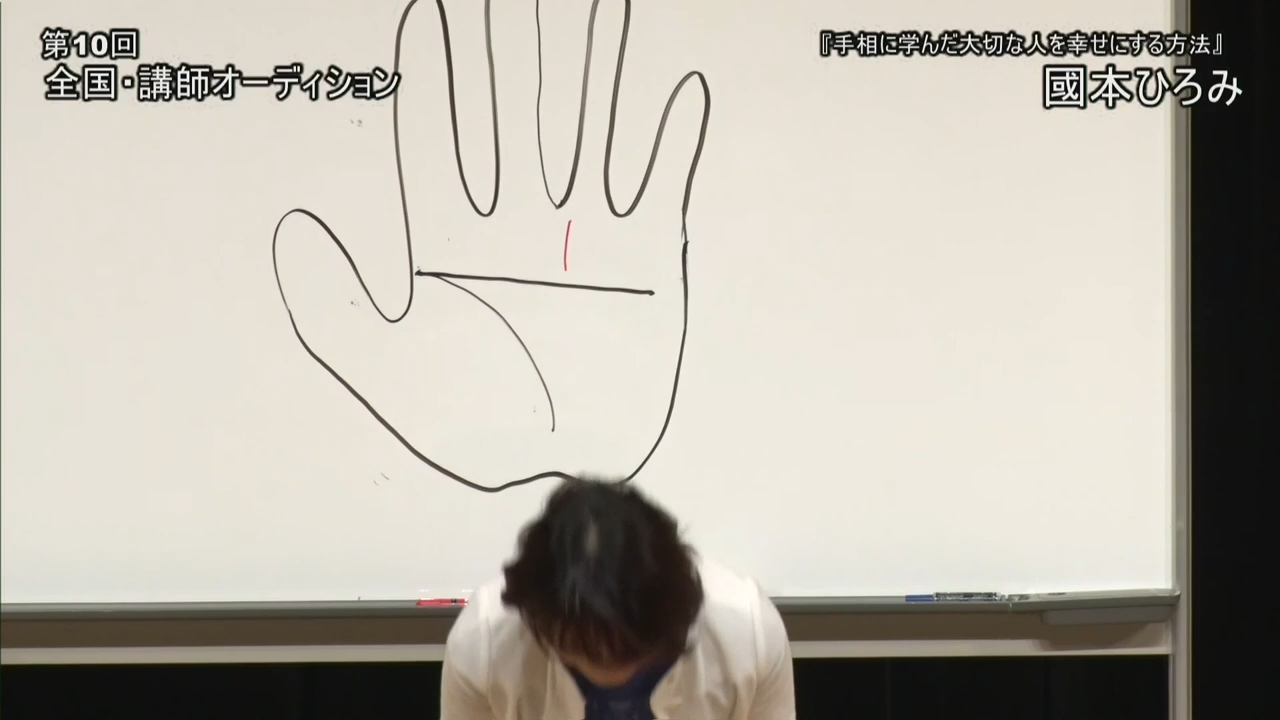 第10回
全国・講師オーディション
『手相に学んだ大切な人を幸せにする方法』
國本ひろみ